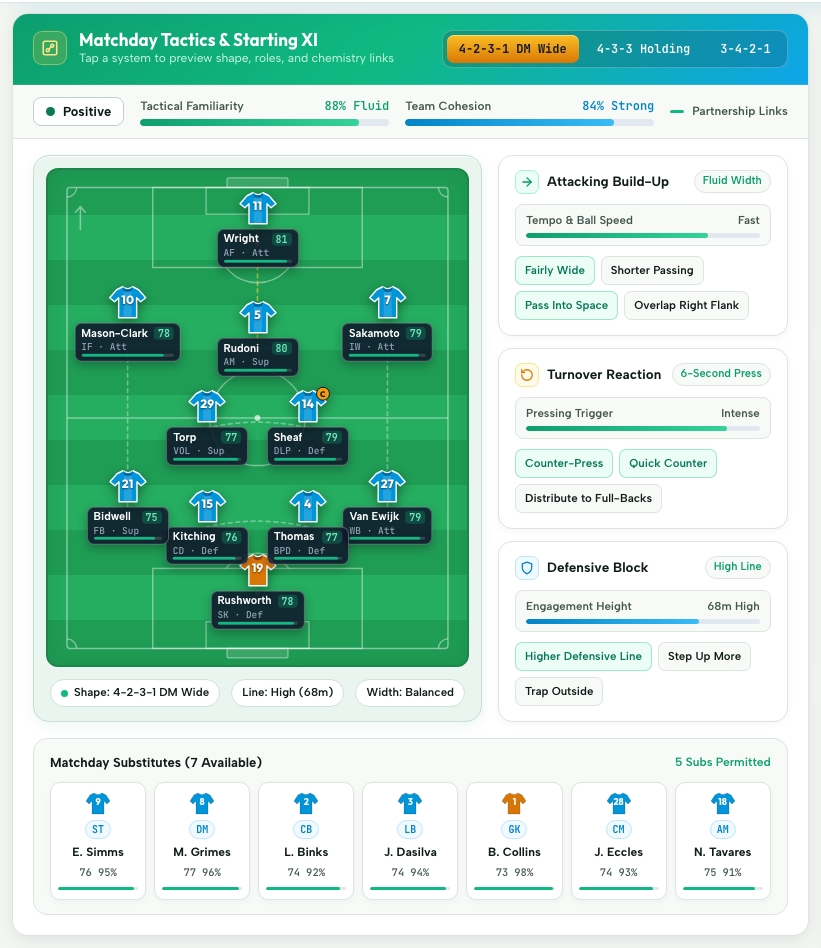 Matchday Tactics & Starting XI
Tap a system to preview shape, roles, and chemistry links
4-2-3-1 DM Wide
4-3-3 Holding
3-4-2-1
Positive
Tactical Familiarity
88% Fluid
Team Cohesion
84% Strong
Partnership Links
11
Wright 81
AF · Att
10
Mason-Clark 78
IF · Att
5
Rudoni 80
AM · Sup
7
Sakamoto 79
IW · Att
29
Torp 77
VOL · Sup
14
C
Sheaf 79
DLP · Def
21
Bidwell 75
FB · Sup
15
Kitching 76
CD · Def
4
Thomas 77
BPD · Def
27
Van Ewijk 79
WB · Att
19
Rushworth 78
SK · Def
Shape: 4-2-3-1 DM Wide
Line: High (68m)
Width: Balanced
Attacking Build-Up
Fluid Width
Tempo & Ball Speed
Fast
Fairly Wide
Shorter Passing
Pass Into Space
Overlap Right Flank
Turnover Reaction
6-Second Press
Pressing Trigger
Intense
Counter-Press
Quick Counter
Distribute to Full-Backs
Defensive Block
High Line
Engagement Height
68m High
Higher Defensive Line
Step Up More
Trap Outside
Matchday Substitutes (7 Available)
5 Subs Permitted
9
ST
E. Simms
76 95%
8
DM
M. Grimes
77 96%
2
CB
L. Binks
74 92%
3
LB
J. Dasilva
74 94%
1
GK
B. Collins
73 98%
28
CM
J. Eccles
74 93%
18
AM
N. Tavares
75 91%